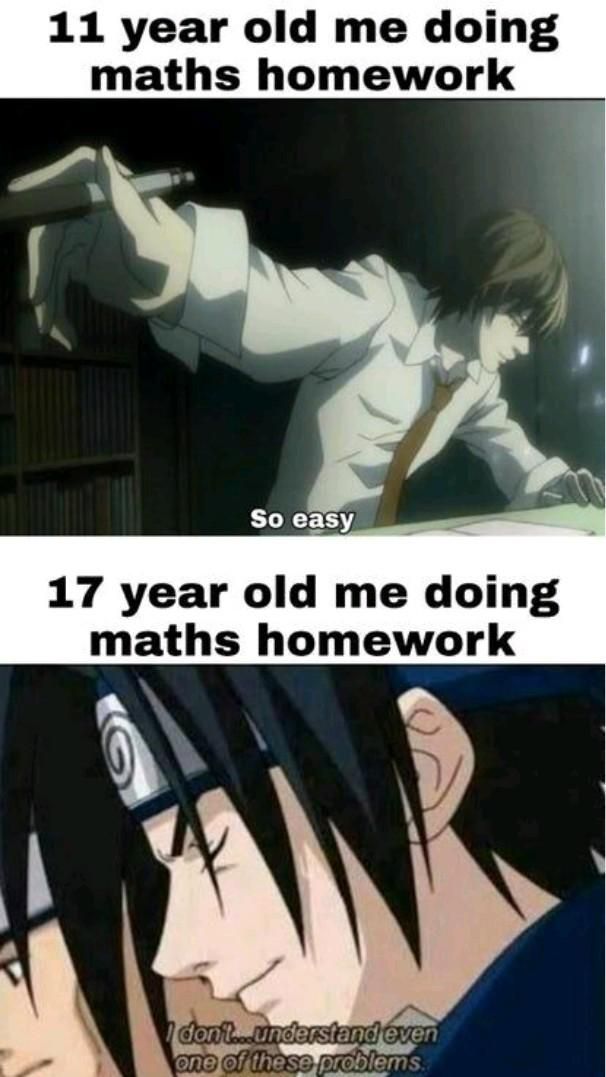 11 year old me doing
maths homework
So easy
17 year old me doing
maths homework
I don't...understand even
one of these problems.